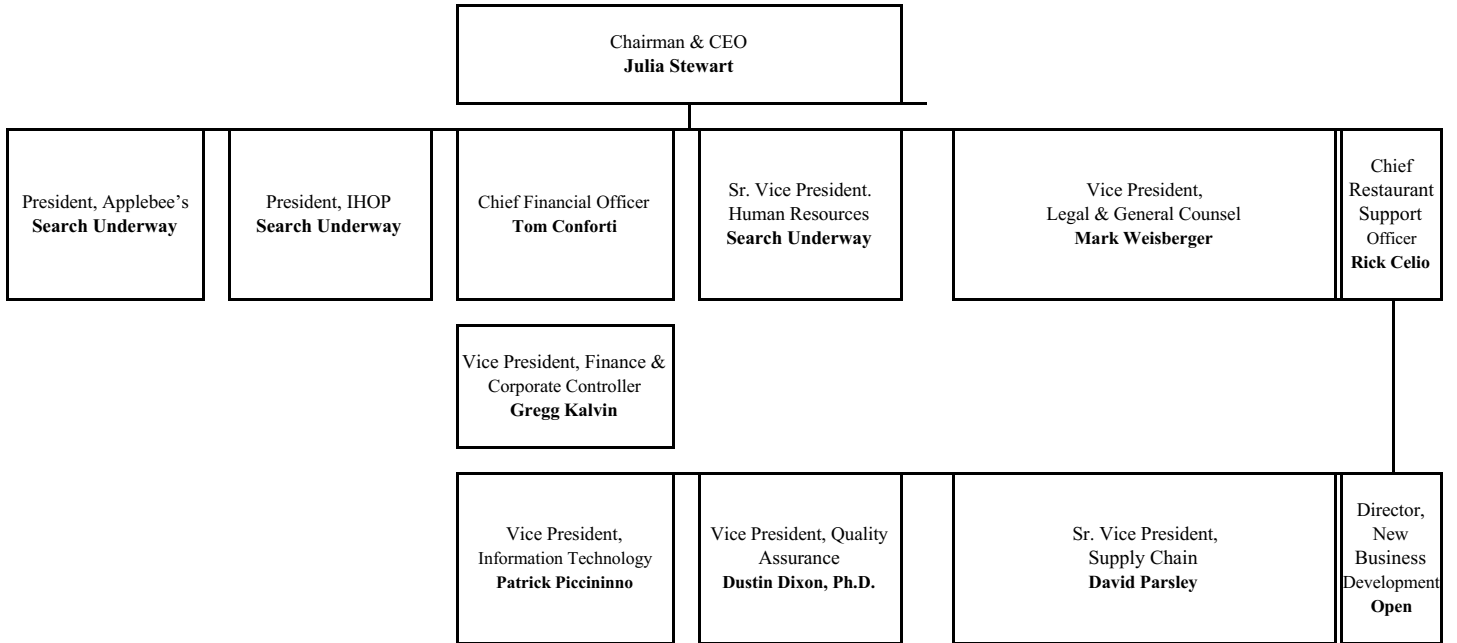 Chairman & CEO
Julia Stewart
President, Applebee's
Search Underway
President, IHOP
Search Underway
Chief Financial Officer
Tom Conforti
Sr. Vice President.
Human Resources
Search Underway
Vice President,
Legal & General Counsel
Mark Weisberger
Chief
Restaurant
Support
Officer
Rick Celio
Vice President, Finance &
Corporate Controller
Gregg Kalvin
Vice President,
Information Technology
Patrick Piccininno
Vice President, Quality
Assurance
Dustin Dixon, Ph.D.
Sr. Vice President,
Supply Chain
David Parsley
Director,
New
Business
Development
Open